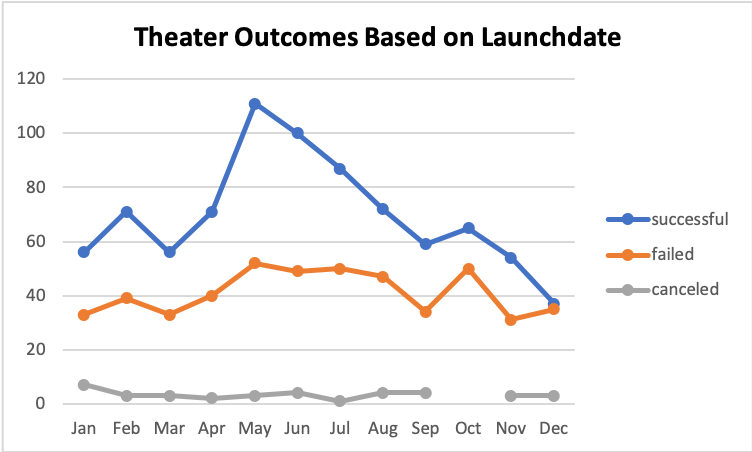 Theater Outcomes Based on Launchdate
120
100
80
60
40
20
0
Jan Feb Mar Apr May Jun Jul Aug Sep Oct Nov Dec
successful
failed
canceled